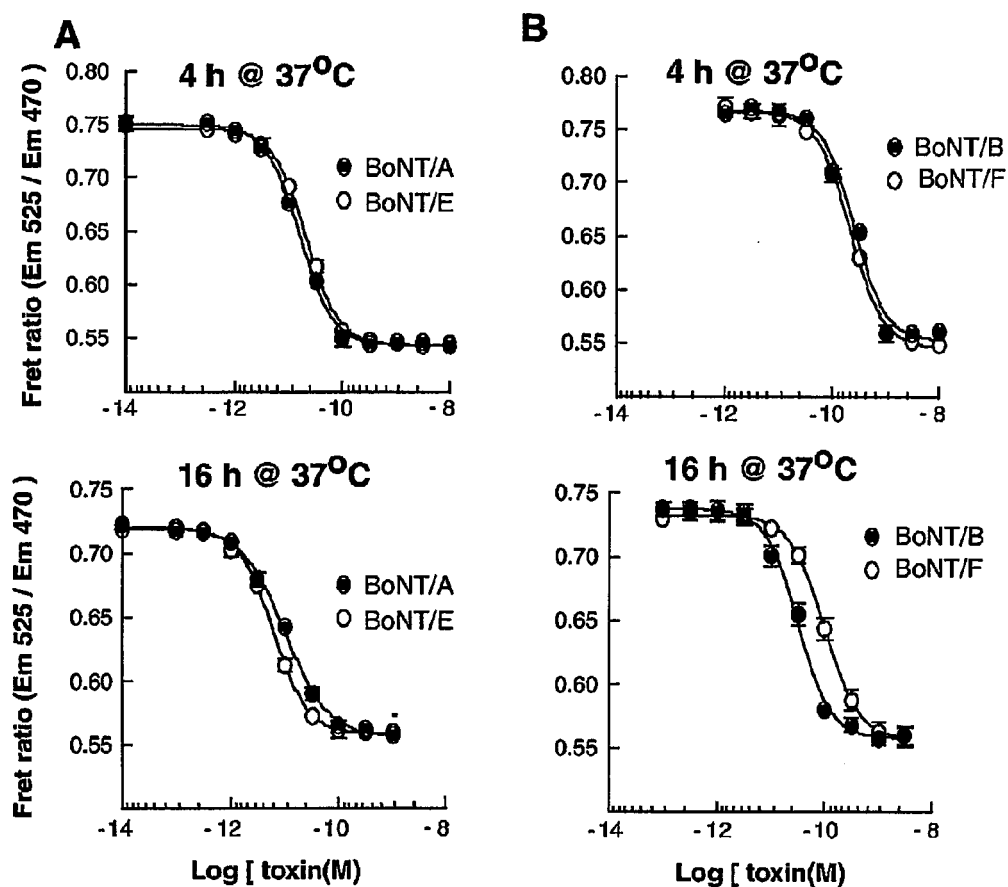 A
4 h @ 37°C
Fret ratio (Em 525 / Em 470)
0.80
0.75
0.70
0.65
0.60
0.55
BoNT/A
BoNT/E
-14
-12
-10
-8
B
4 h @ 37°C
0.80
0.75
0.70
0.65
0.60
0.55
BoNT/B
BoNT/F
-14
-12
-10
-8
16 h @ 37°C
Fret ratio (Em 525 / Em 470 )
0.75
0.70
0.65
0.60
0.55
BoNT/A
BoNT/E
-14
-12
-10
-8
Log [ toxin(M)
16 h @ 37°C
0.75
0.70
0.65
0.60
0.55
BoNT/B
BoNT/F
-14
-12
-10
-8
Log [ toxin(M)